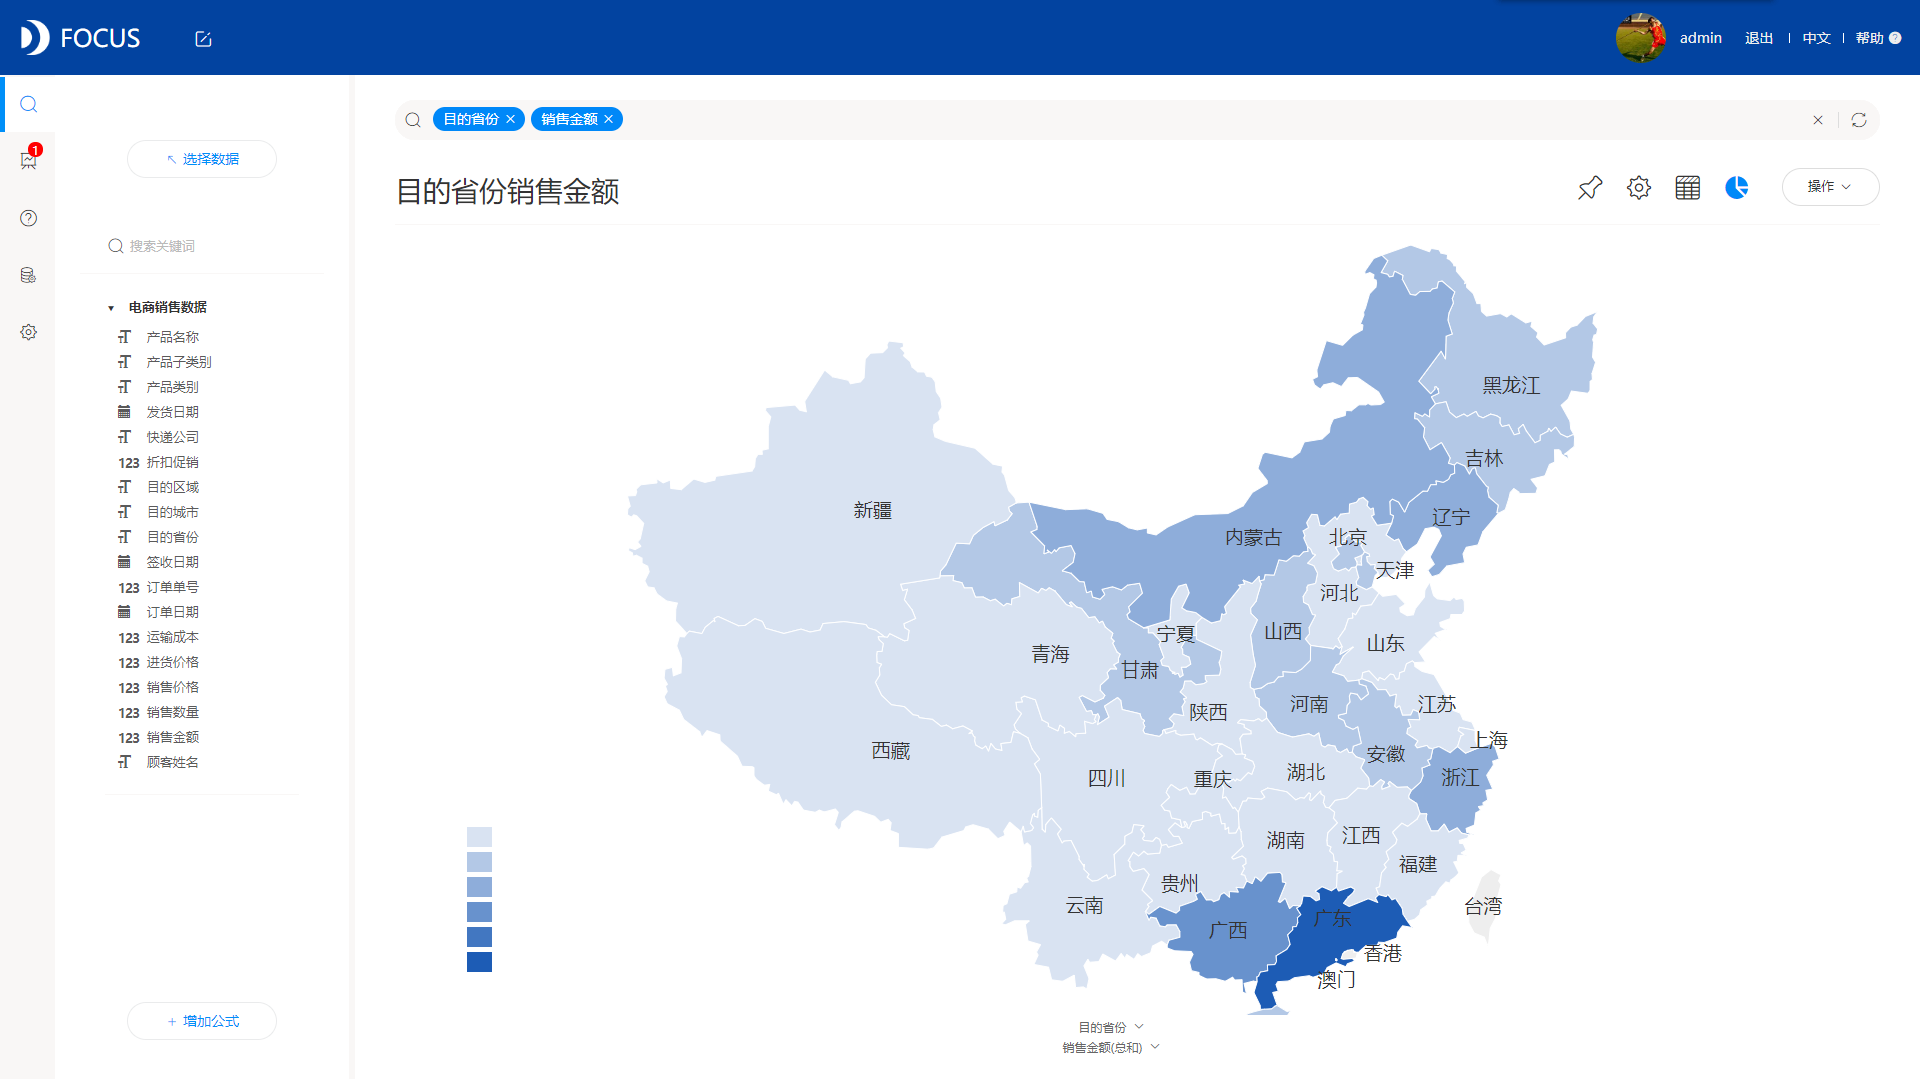 FOCUS
admin 退出 中文 帮助 ?
1
选择数据
搜索关键词
电商销售数据
产品名称
产品子类别
产品类别
发货日期
快递公司
123 折扣促销
目的区域
目的城市
目的省份
签收日期
123 订单单号
订单日期
123 运输成本
123 进货价格
123 销售价格
123 销售数量
123 销售金额
顾客姓名
+ 增加公式
目的省份 × 销售金额 ×
目的省份销售金额
操作
黑龙江
吉林
新疆
辽宁
内蒙古
北京
天津
河北
宁夏
山西
山东
青海
甘肃
陕西
河南
江苏
上海
西藏
安徽
四川
重庆
湖北
浙江
湖南
江西
福建
贵州
云南
台湾
广西
广东
香港
澳门
目的省份
销售金额(总和)